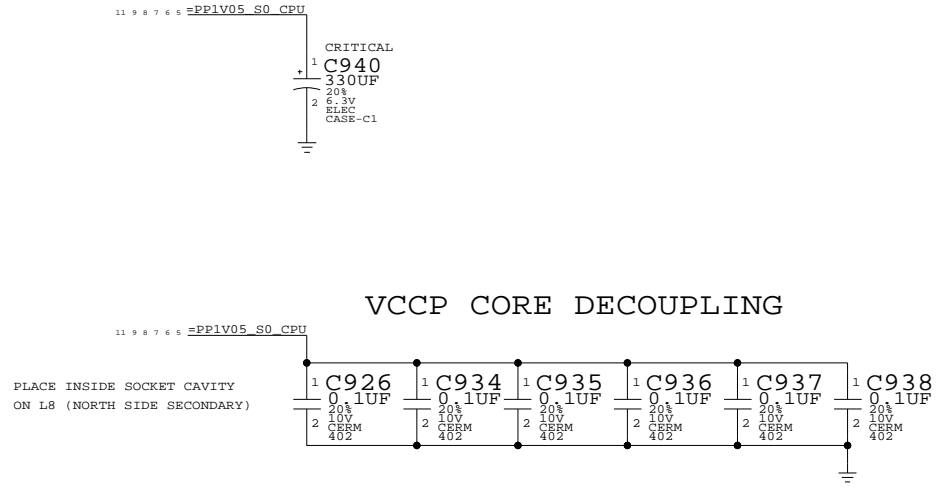 11 9 8 7 6 5 =PP1V05_S0_CPU
CRITICAL
1 C940
+ 330UF
20%
2 6.3V
ELEC
CASE-C1
VCCP CORE DECOUPLING
11 9 8 7 6 5 =PP1V05_S0_CPU
PLACE INSIDE SOCKET CAVITY
ON L8 (NORTH SIDE SECONDARY)
1 C926 1 C934 1 C935 1 C936 1 C937 1 C938
0.1UF 0.1UF 0.1UF 0.1UF 0.1UF 0.1UF
20% 20% 20% 20% 20% 20%
2 10V 2 10V 2 10V 2 10V 2 10V 2 10V
CERM CERM CERM CERM CERM CERM
402 402 402 402 402 402